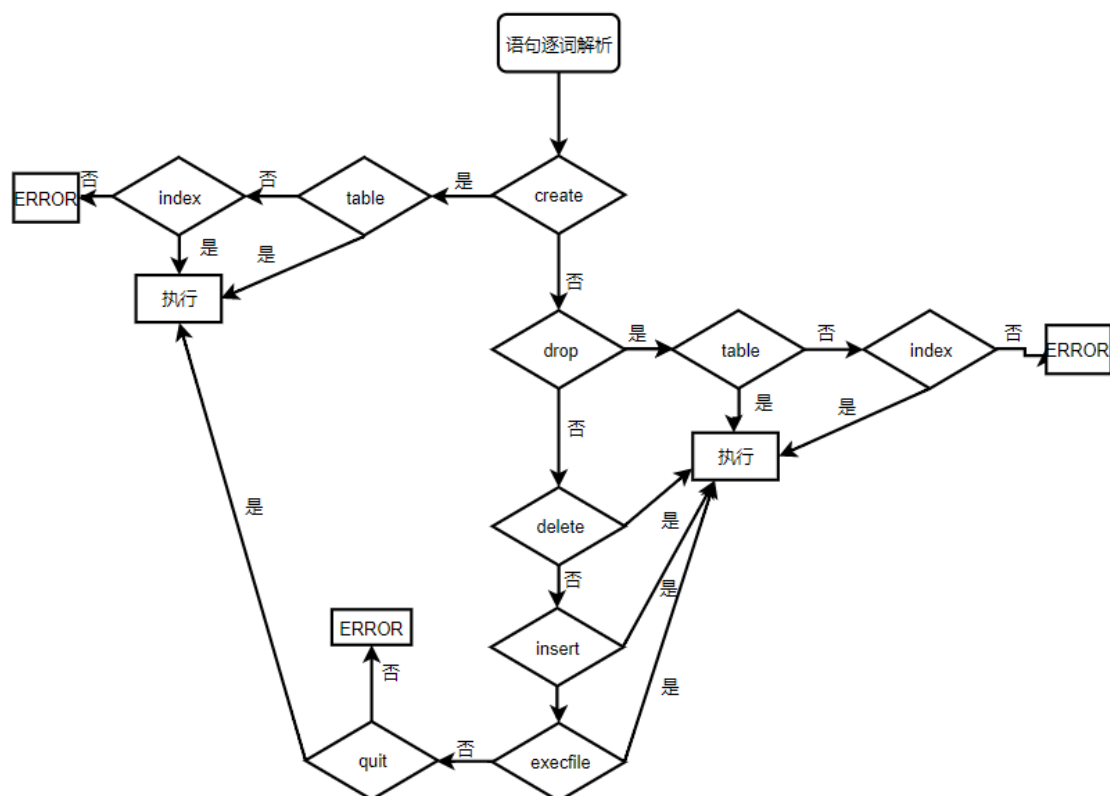 语句逐词解析
create
是
table
否
index
否
ERROR
是
是
执行
否
drop
是
table
否
index
否
ERROR
是
是
执行
否
delete
是
否
insert
是
execfile
是
否
quit
否
ERROR
是